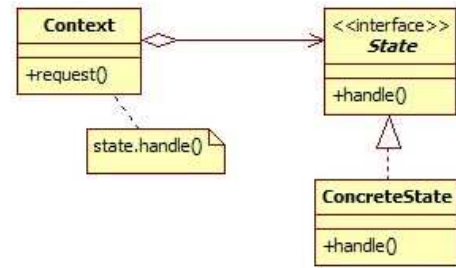 Context
+request()
state.handle()
<<interface>>
State
+handle()
ConcreteState
+handle()